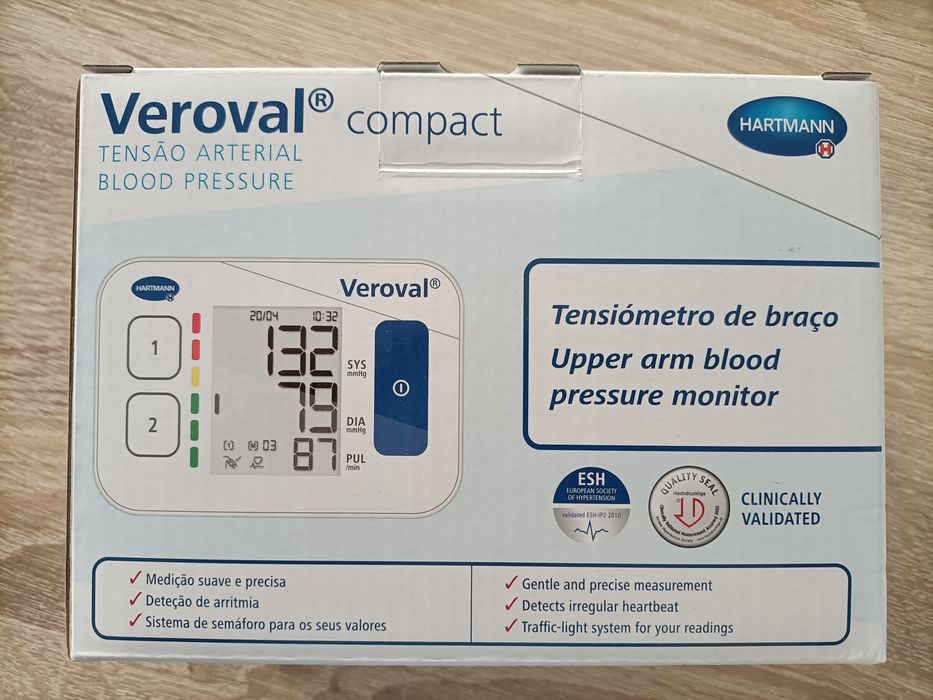 Veroval® compact
TENSÃO ARTERIAL
BLOOD PRESSURE
HARTMANN
HARTMANN
Veroval®
1
2
20/04 10:32
132
SYS
mmHg
79
DIA
mmHg
(1) (M) 03
87
PUL
/min
Tensiómetro de braço
Upper arm blood
pressure monitor
ESH
EUROPEAN SOCIETY
OF HYPERTENSION
validated ESH-IP2 2010
QUALITY SEAL
Hochdruckliga
CLINICALLY
VALIDATED
✓ Medição suave e precisa
✓ Deteção de arritmia
✓ Sistema de semáforo para os seus valores
✓ Gentle and precise measurement
✓ Detects irregular heartbeat
✓ Traffic-light system for your readings